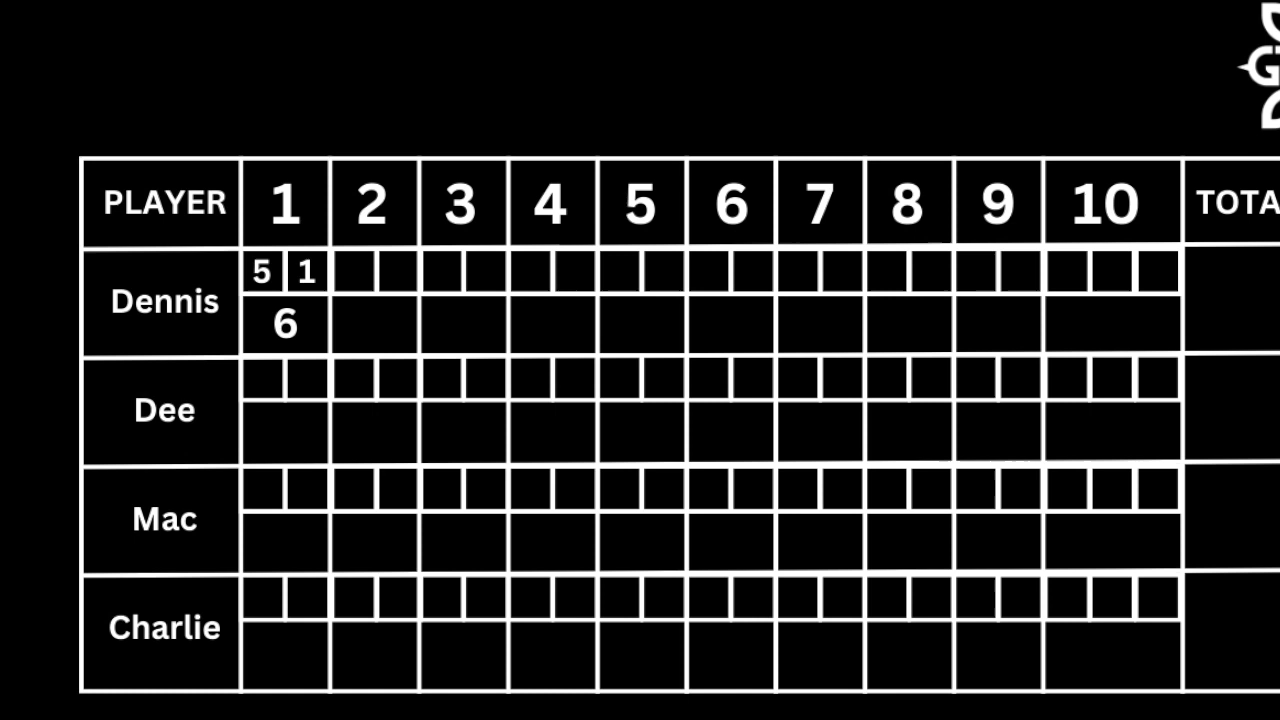 PLAYER 1 2 3 4 5 6 7 8 9 10 TOTA
Dennis 5 1
6
Dee
Mac
Charlie